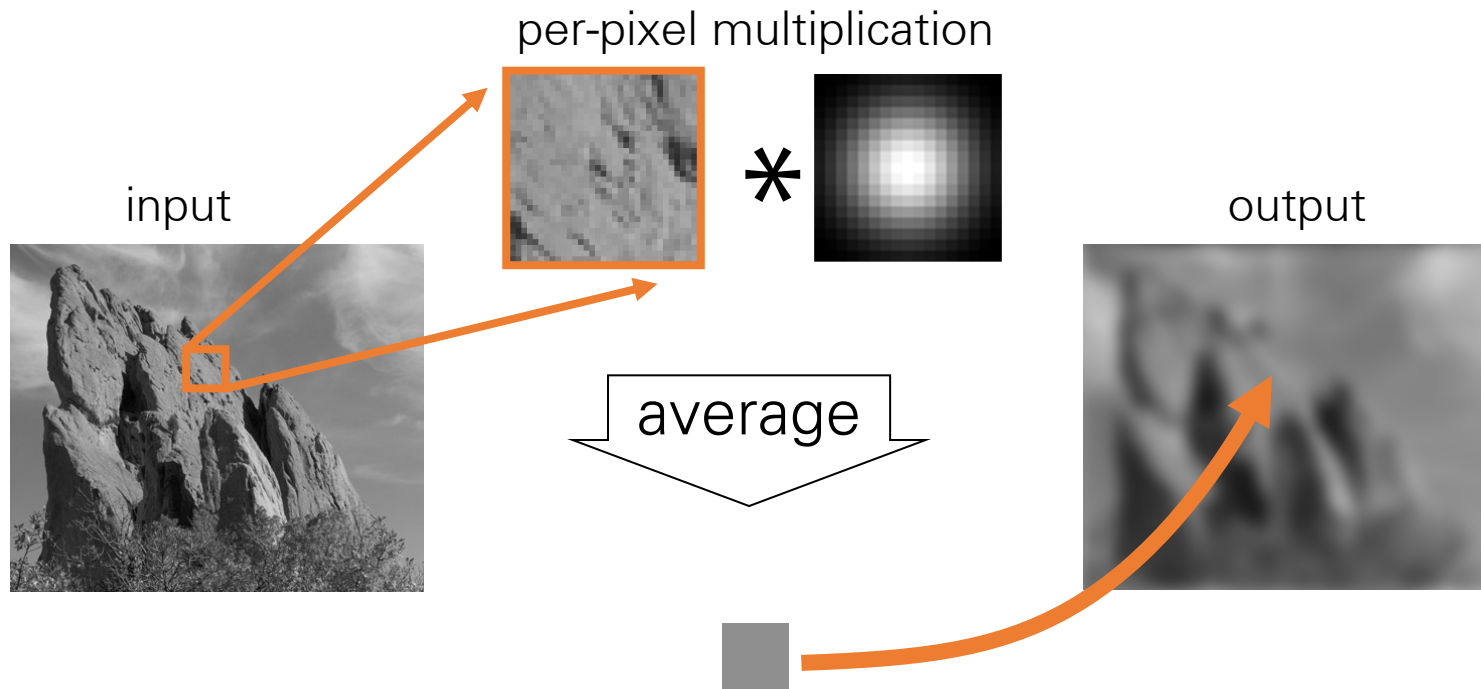 per-pixel multiplication
input
*
output
average